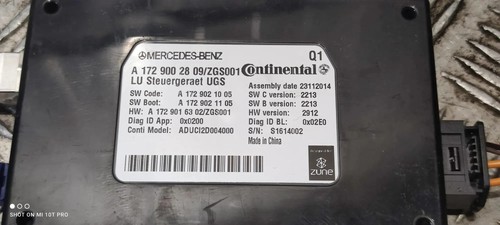 MERCEDES-BENZ Q1
A 172 900 28 09/ZGS001 Continental
LU Steuergeraet UGS Assembly date 23112014
SW Code: A 172 902 10 05 SW C version: 2213
SW Boot: A 172 902 11 05 SW B version: 2213
HW: A 172 901 63 02/ZGS001 HW version: 2912
Diag ID App: 0x0200 Diag ID BL: 0x02E0
Conti Model: ADUCI2D004000 S/N: S1614002
Made in China
zune
SHOT ON MI 10T PRO